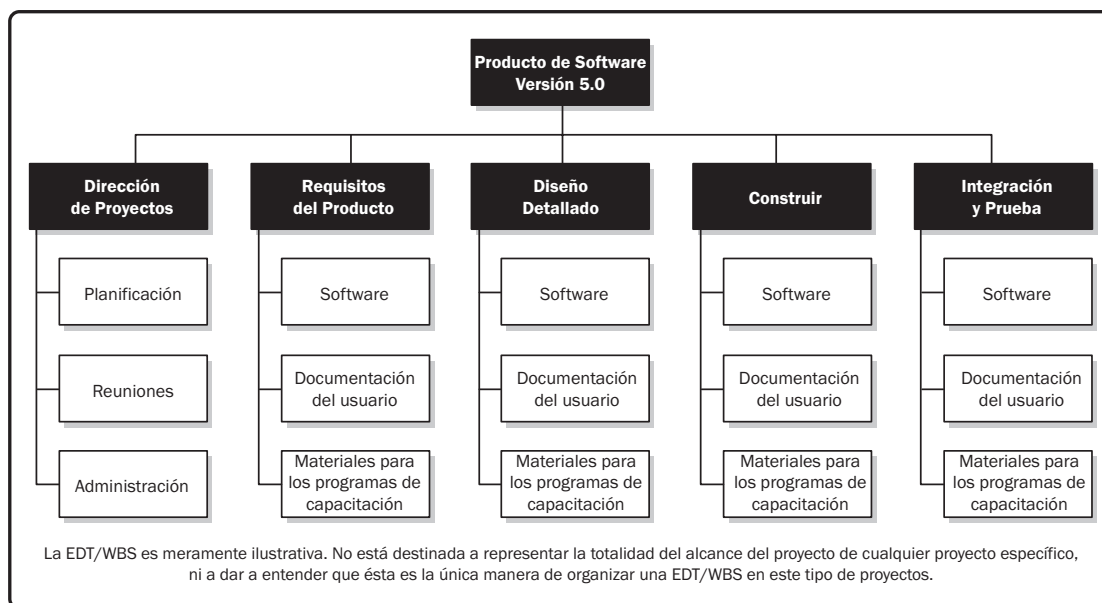 Producto de Software
Versión 5.0
Dirección
de Proyectos
Requisitos
del Producto
Diseño
Detallado
Construir
Integración
y Prueba
Planificación
Software
Software
Software
Software
Reuniones
Documentación
del usuario
Documentación
del usuario
Documentación
del usuario
Documentación
del usuario
Administración
Materiales para
los programas de
capacitación
Materiales para
los programas de
capacitación
Materiales para
los programas de
capacitación
Materiales para
los programas de
capacitación
La EDT/WBS es meramente ilustrativa. No está destinada a representar la totalidad del alcance del proyecto de cualquier proyecto específico,
ni a dar a entender que ésta es la única manera de organizar una EDT/WBS en este tipo de proyectos.